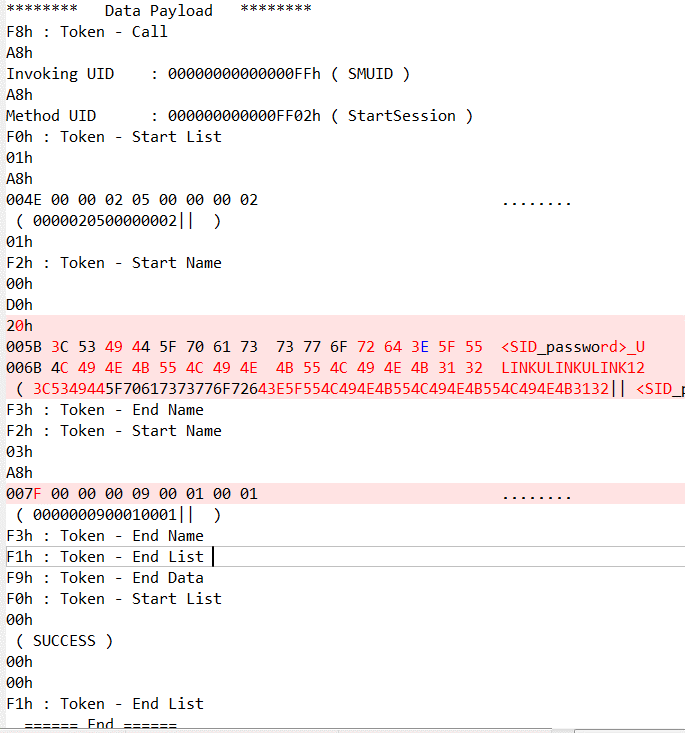 ********   Data Payload   ********
F8h : Token - Call
A8h
Invoking UID    : 00000000000000FFh ( SMUID )
A8h
Method UID     : 000000000000FF02h ( StartSession )
F0h : Token - Start List
01h
A8h
004E 00 00 02 05 00 00 00 02                           ........
 ( 0000020500000002||  )
01h
F2h : Token - Start Name
00h
D0h
20h
005B 3C 53 49 44 5F 70 61 73  73 77 6F 72 64 3E 5F 55  <SID_password>_U
006B 4C 49 4E 4B 55 4C 49 4E  4B 55 4C 49 4E 4B 31 32  LINKULINKULINK12
 ( 3C5349445F70617373776F72643E5F554C494E4B554C494E4B554C494E4B3132|| <SID_p
F3h : Token - End Name
F2h : Token - Start Name
03h
A8h
007F 00 00 00 09 00 01 00 01                           ........
 ( 0000000900010001||  )
F3h : Token - End Name
F1h : Token - End List
F9h : Token - End Data
F0h : Token - Start List
00h
 ( SUCCESS )
00h
00h
F1h : Token - End List
  ====== End ======